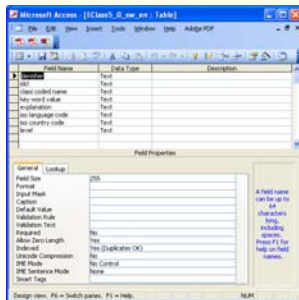 Microsoft Access - [EClass5_0_sw_en : Table]
File Edit View Insert Tools Window Help Adobe PDF
Field Name Data Type Description
identifier Text
idcl Text
class coded name Text
key word value Text
explanation Text
iso language code Text
iso country code Text
level Text
Field Properties
General Lookup
Field Size 255
Format
Input Mask
Caption
Default Value
Validation Rule
Validation Text
Required No
Allow Zero Length Yes
Indexed Yes (Duplicates OK)
Unicode Compression No
IME Mode No Control
IME Sentence Mode None
Smart Tags
A field name
can be up to
64
characters
long,
including
spaces.
Press F1 for
help on field
names.
Design view. F6 = Switch panes. F1 = Help. NUM